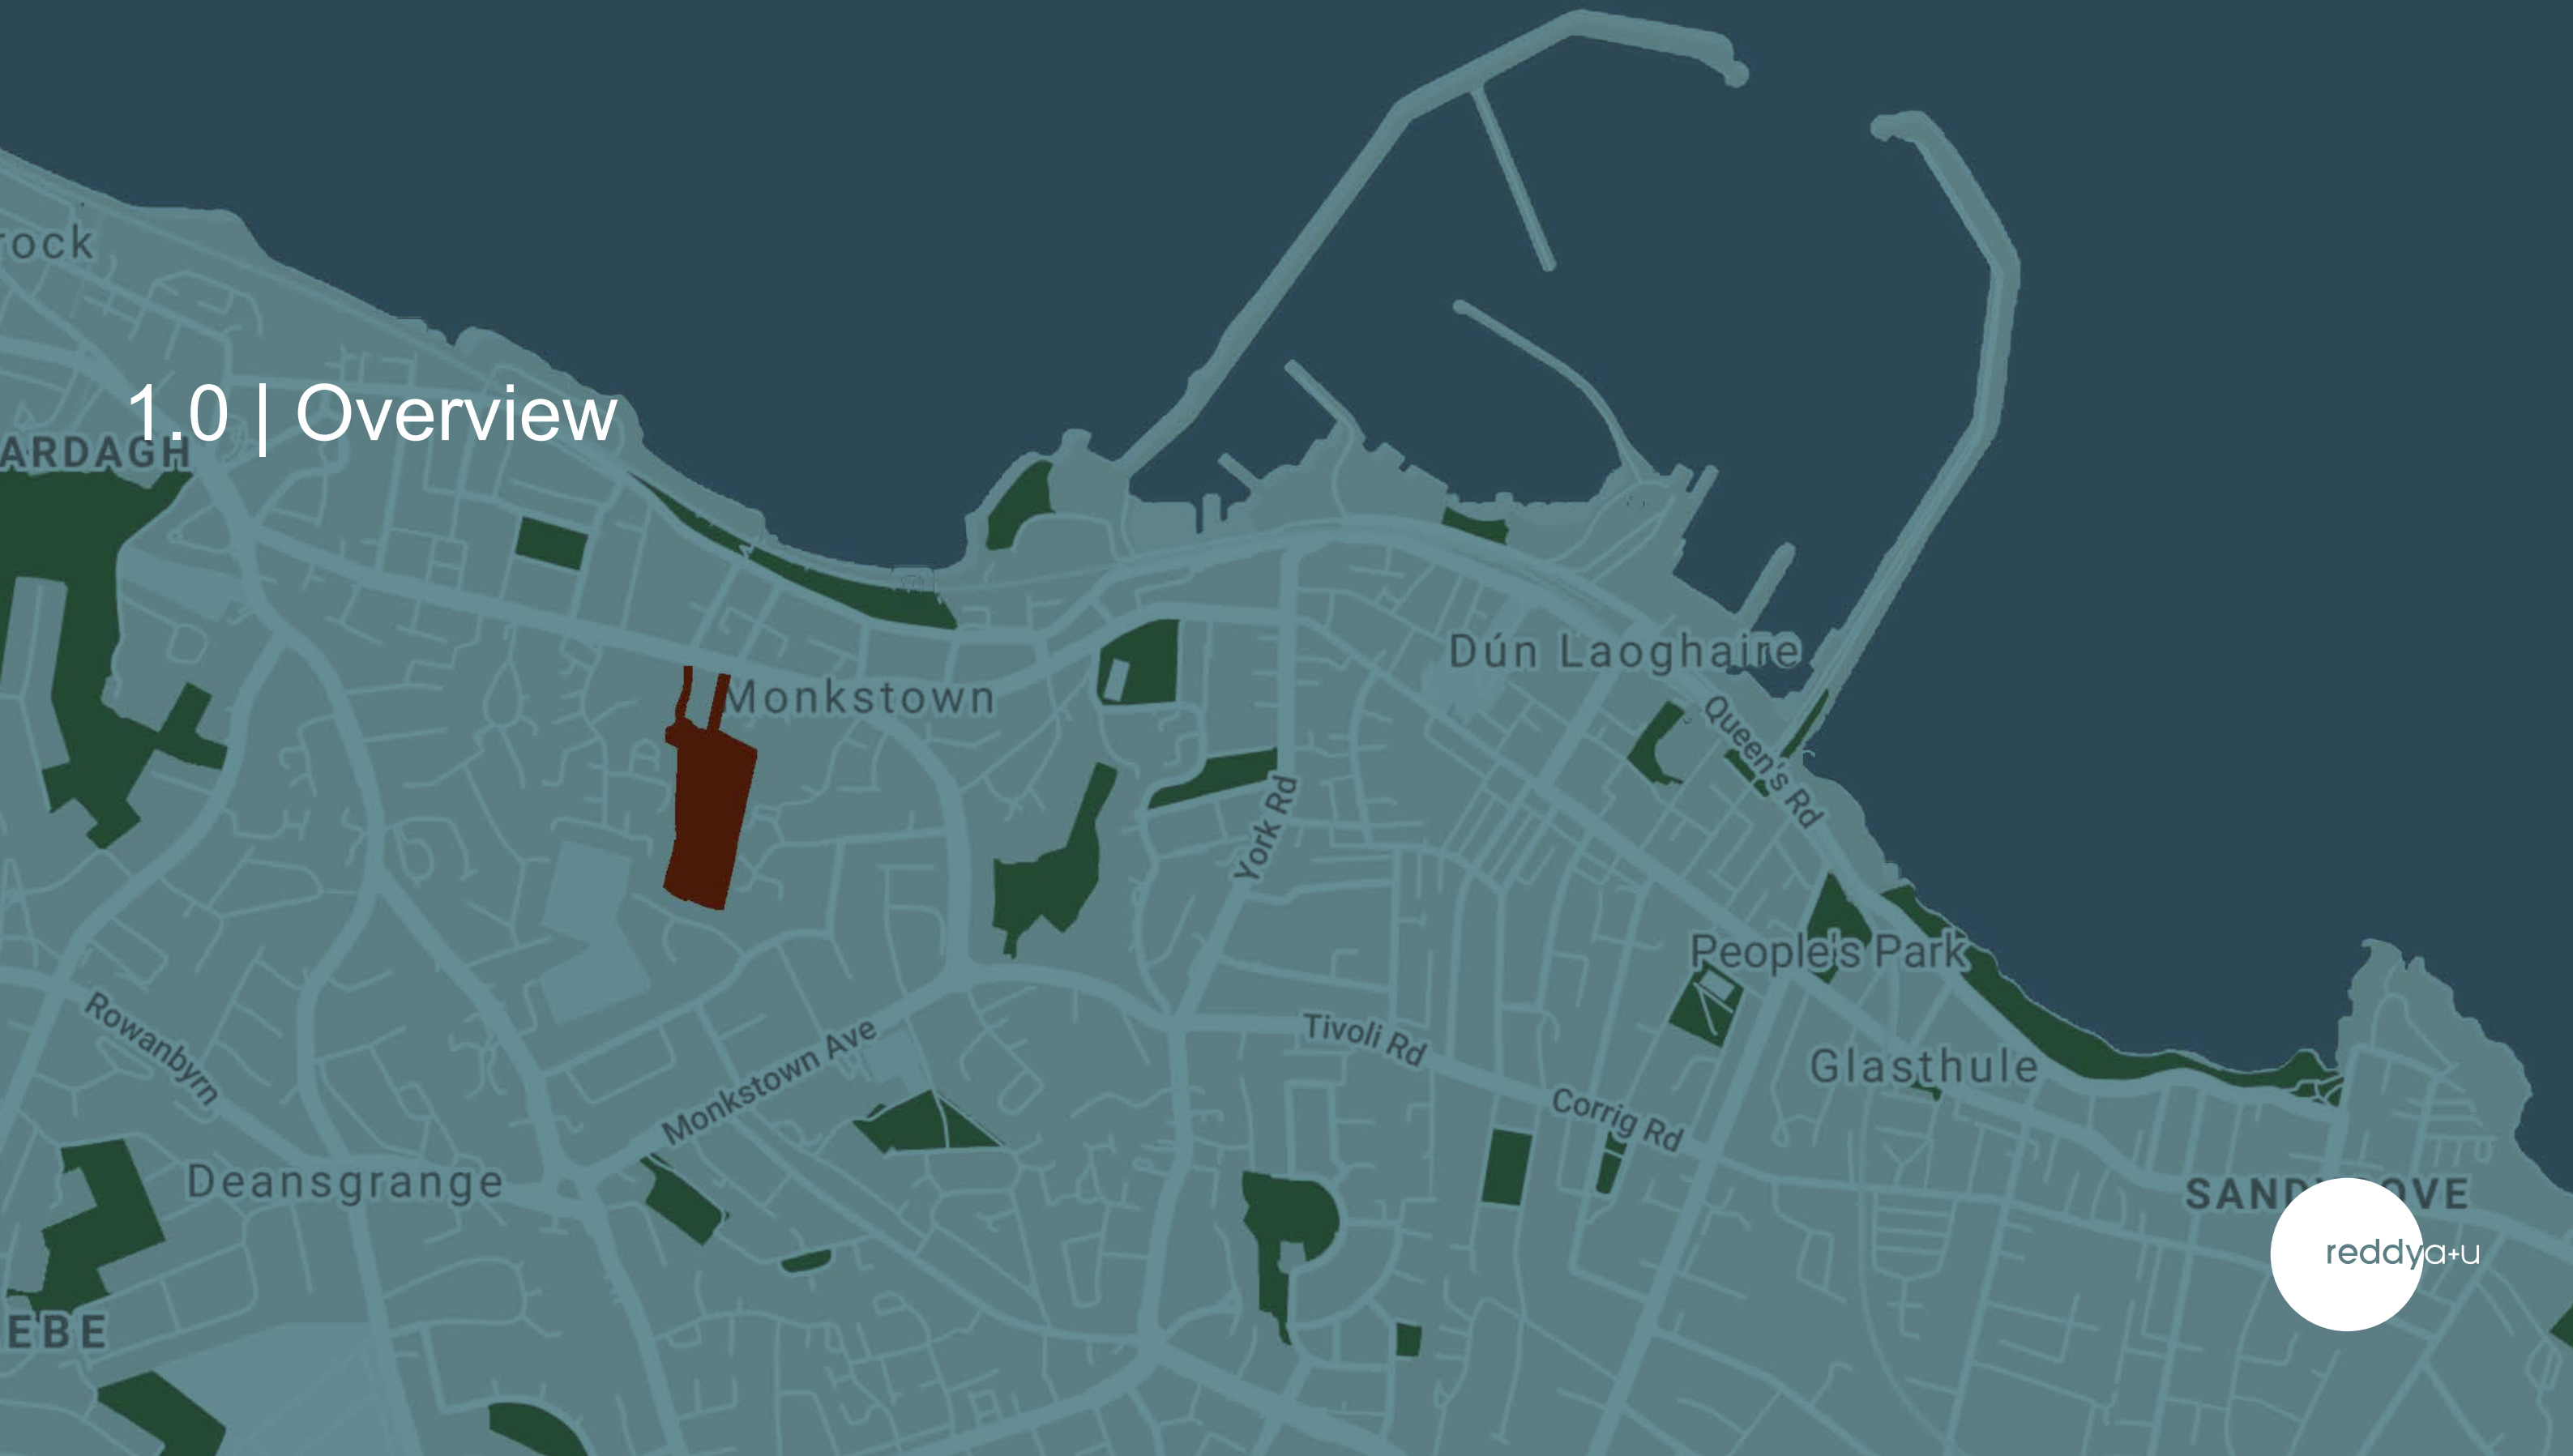 rock
1.0 | Overview
ARDAGH
Dún Laoghaire
Monkstown
Queen's Rd
York Rd
People's Park
Rowanbyrn
Monkstown Ave
Tivoli Rd
Glasthule
Corrig Rd
Deansgrange
SAND OVE
reddya+u
EBE